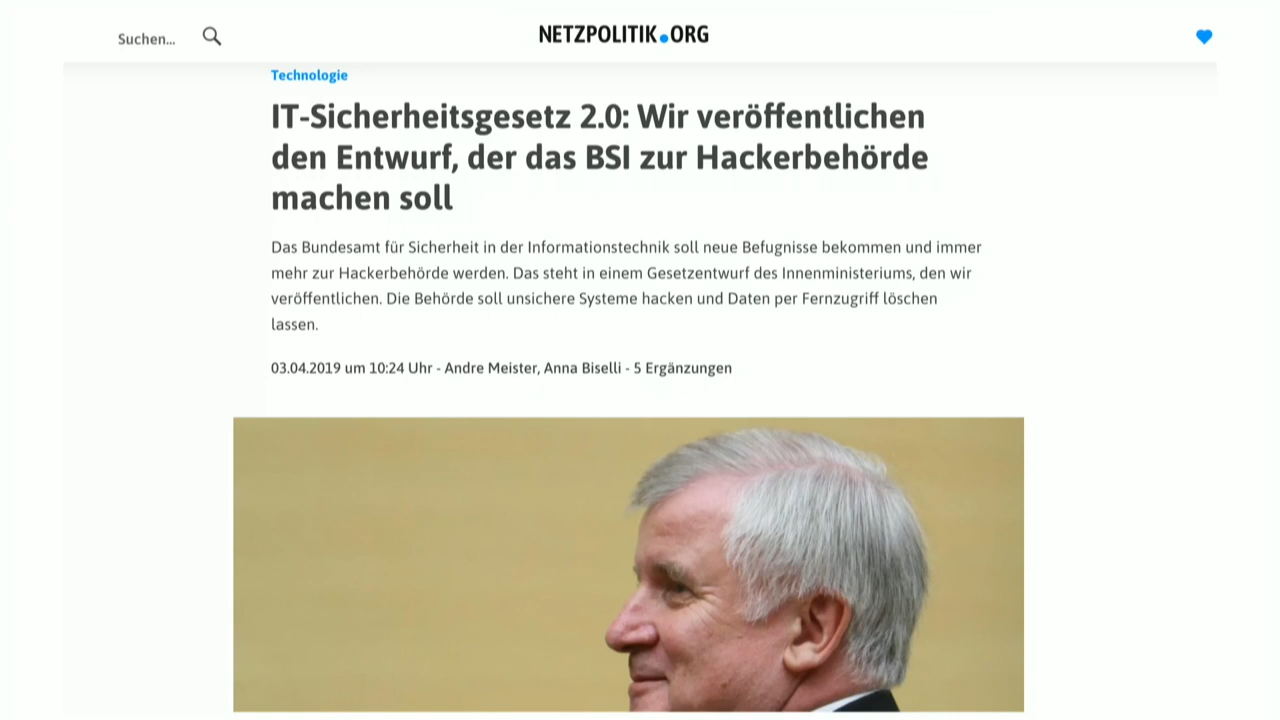 Suchen...
NETZPOLITIK.ORG
Technologie
IT-Sicherheitsgesetz 2.0: Wir veröffentlichen
den Entwurf, der das BSI zur Hackerbehörde
machen soll
Das Bundesamt für Sicherheit in der Informationstechnik soll neue Befugnisse bekommen und immer
mehr zur Hackerbehörde werden. Das steht in einem Gesetzentwurf des Innenministeriums, den wir
veröffentlichen. Die Behörde soll unsichere Systeme hacken und Daten per Fernzugriff löschen
lassen.
03.04.2019 um 10:24 Uhr - Andre Meister, Anna Biselli - 5 Ergänzungen